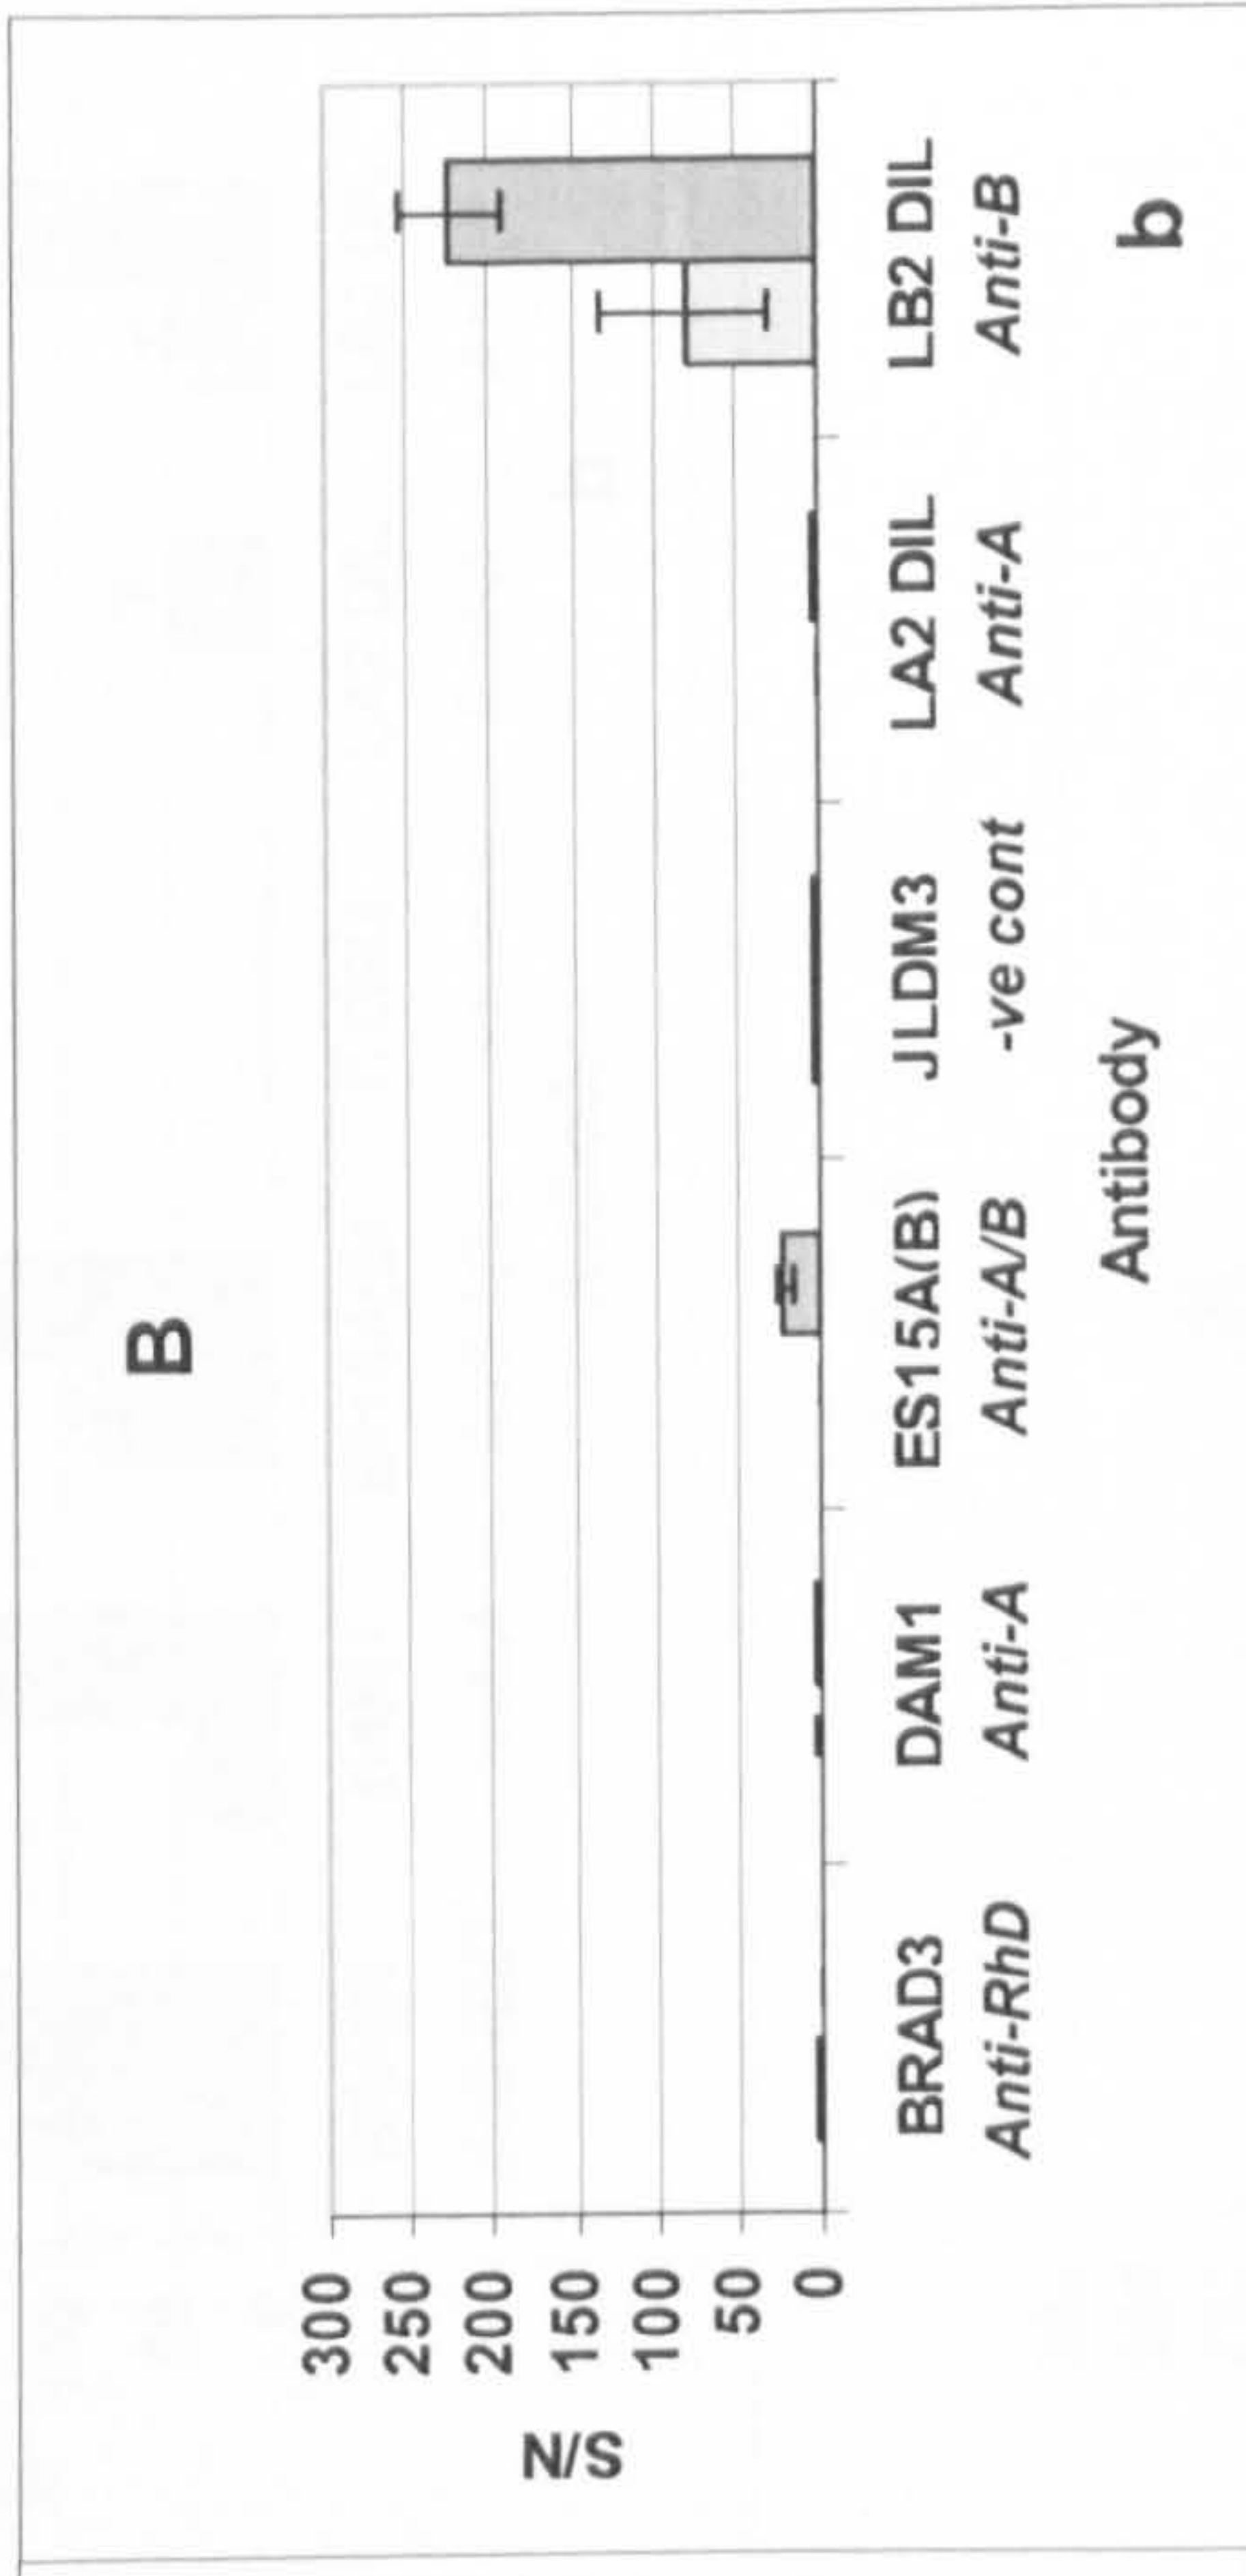 B
300
250
200
150
100
50
0
S/N
BRAD3 DAM1 ES15A(B) JLDM3 LA2 DIL LB2 DIL
Anti-RhD Anti-A Anti-A/B -ve cont Anti-A Anti-B
Antibody
b